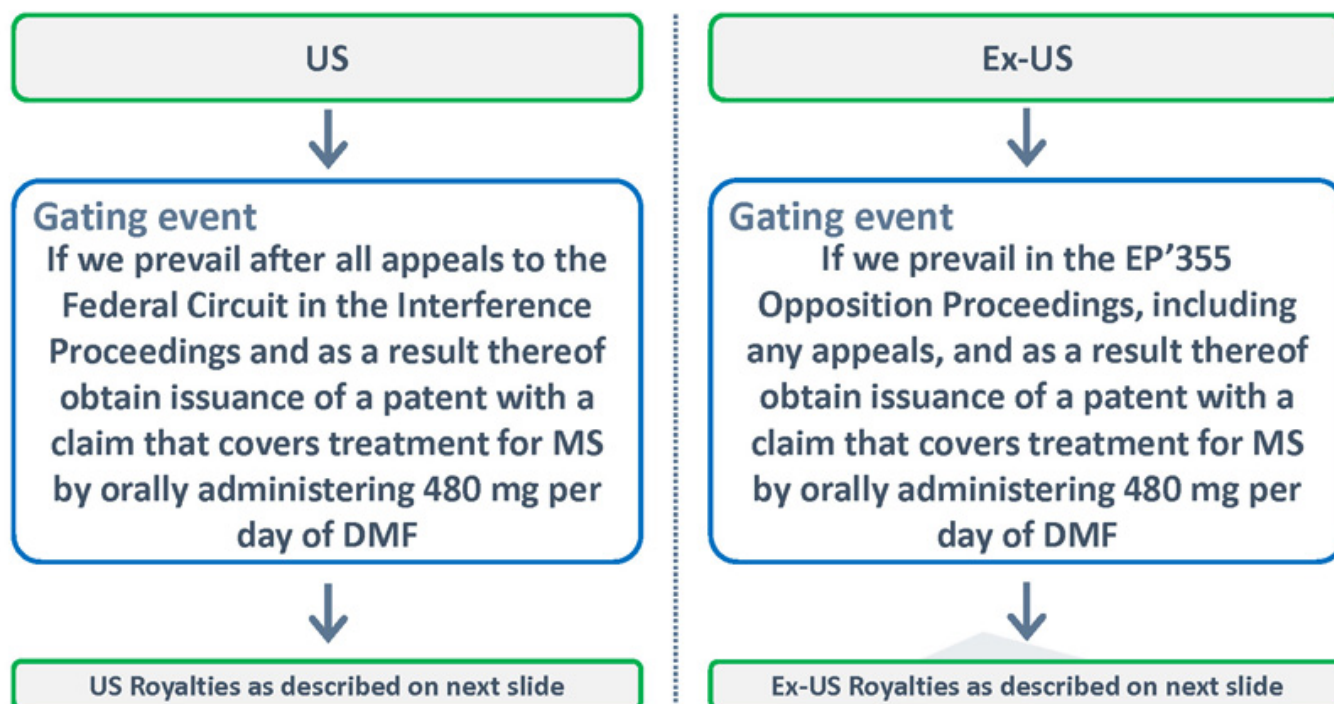 US
Gating event
If we prevail after all appeals to the
Federal Circuit in the Interference
Proceedings and as a result thereof
obtain issuance of a patent with a
claim that covers treatment for MS
by orally administering 480 mg per
day of DMF
US Royalties as described on next slide
Ex-US
Gating event
If we prevail in the EP’355
Opposition Proceedings, including
any appeals, and as a result thereof
obtain issuance of a patent with a
claim that covers treatment for MS
by orally administering 480 mg per
day of DMF
Ex-US Royalties as described on next slide